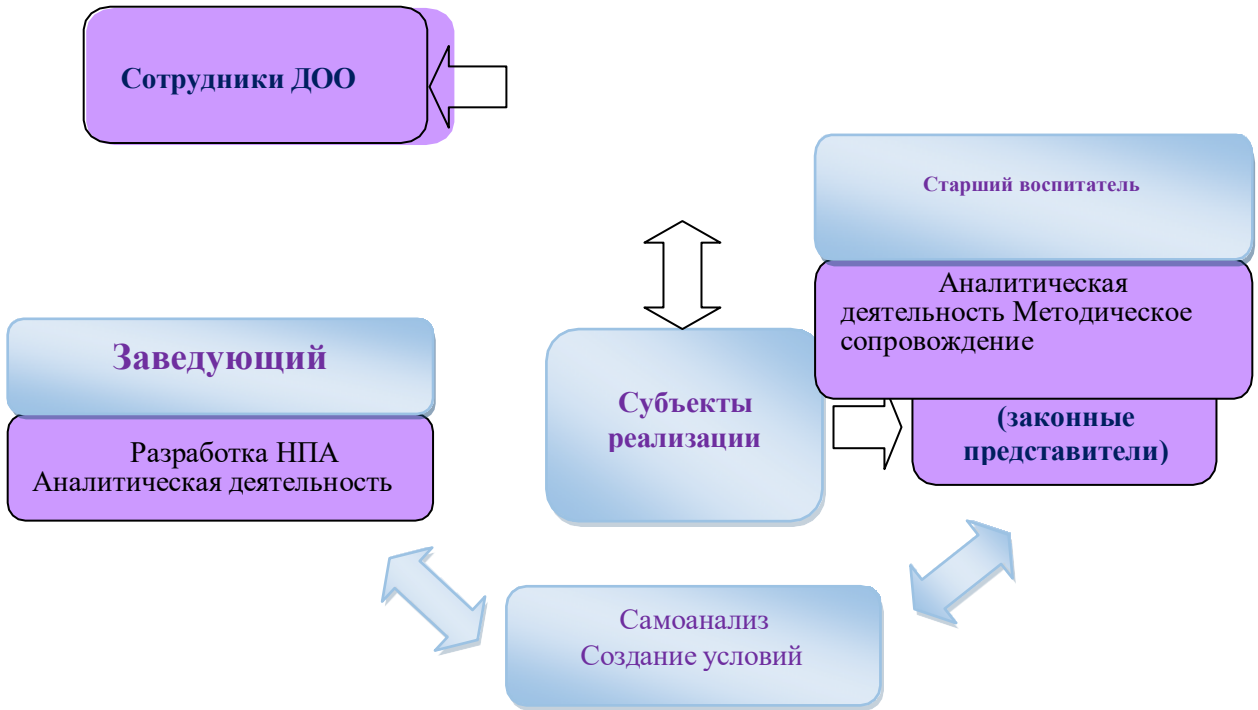 Сотрудники ДОО
Старший воспитатель
Аналитическая
деятельность Методическое
сопровождение
Заведующий
Разработка НПА
Аналитическая деятельность
Субъекты
реализации
(законные
представители)
Самоанализ
Создание условий